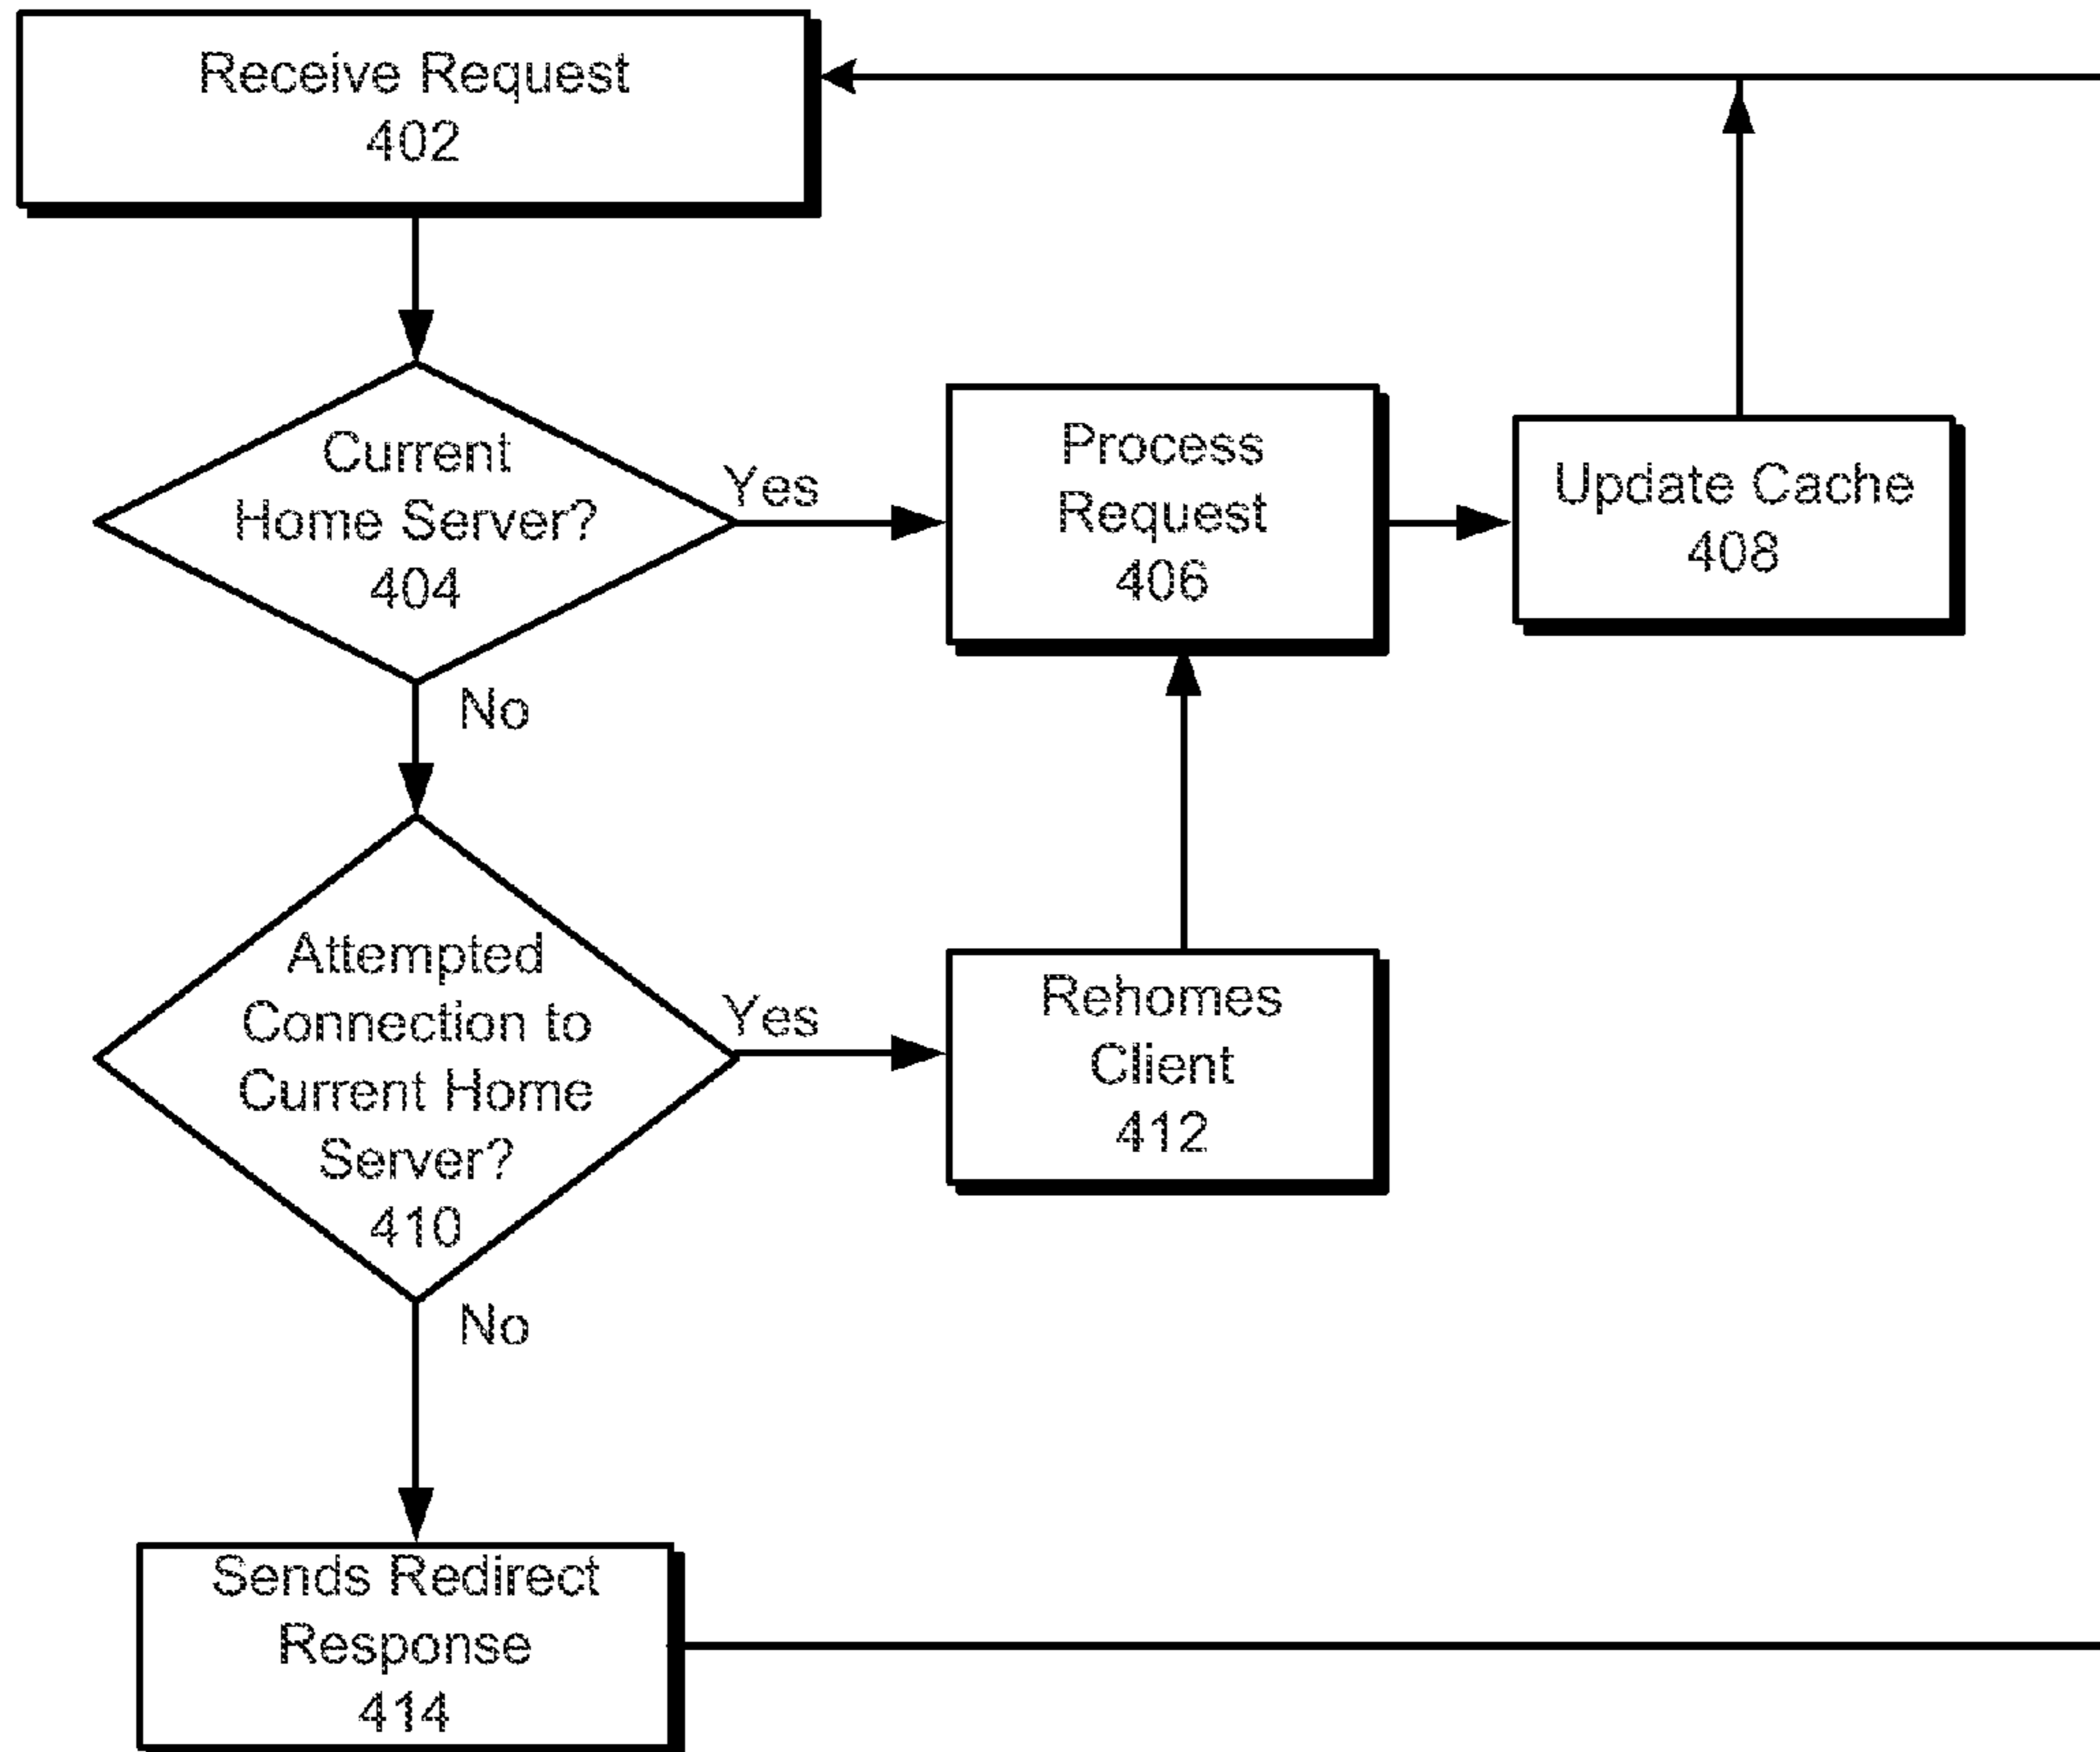 Receive Request
402
Current
Home Server?
404
Yes
Process
Request
406
Update Cache
408
No
Attempted
Connection to
Current Home
Server?
410
Yes
Rehomes
Client
412
No
Sends Redirect
Response
414